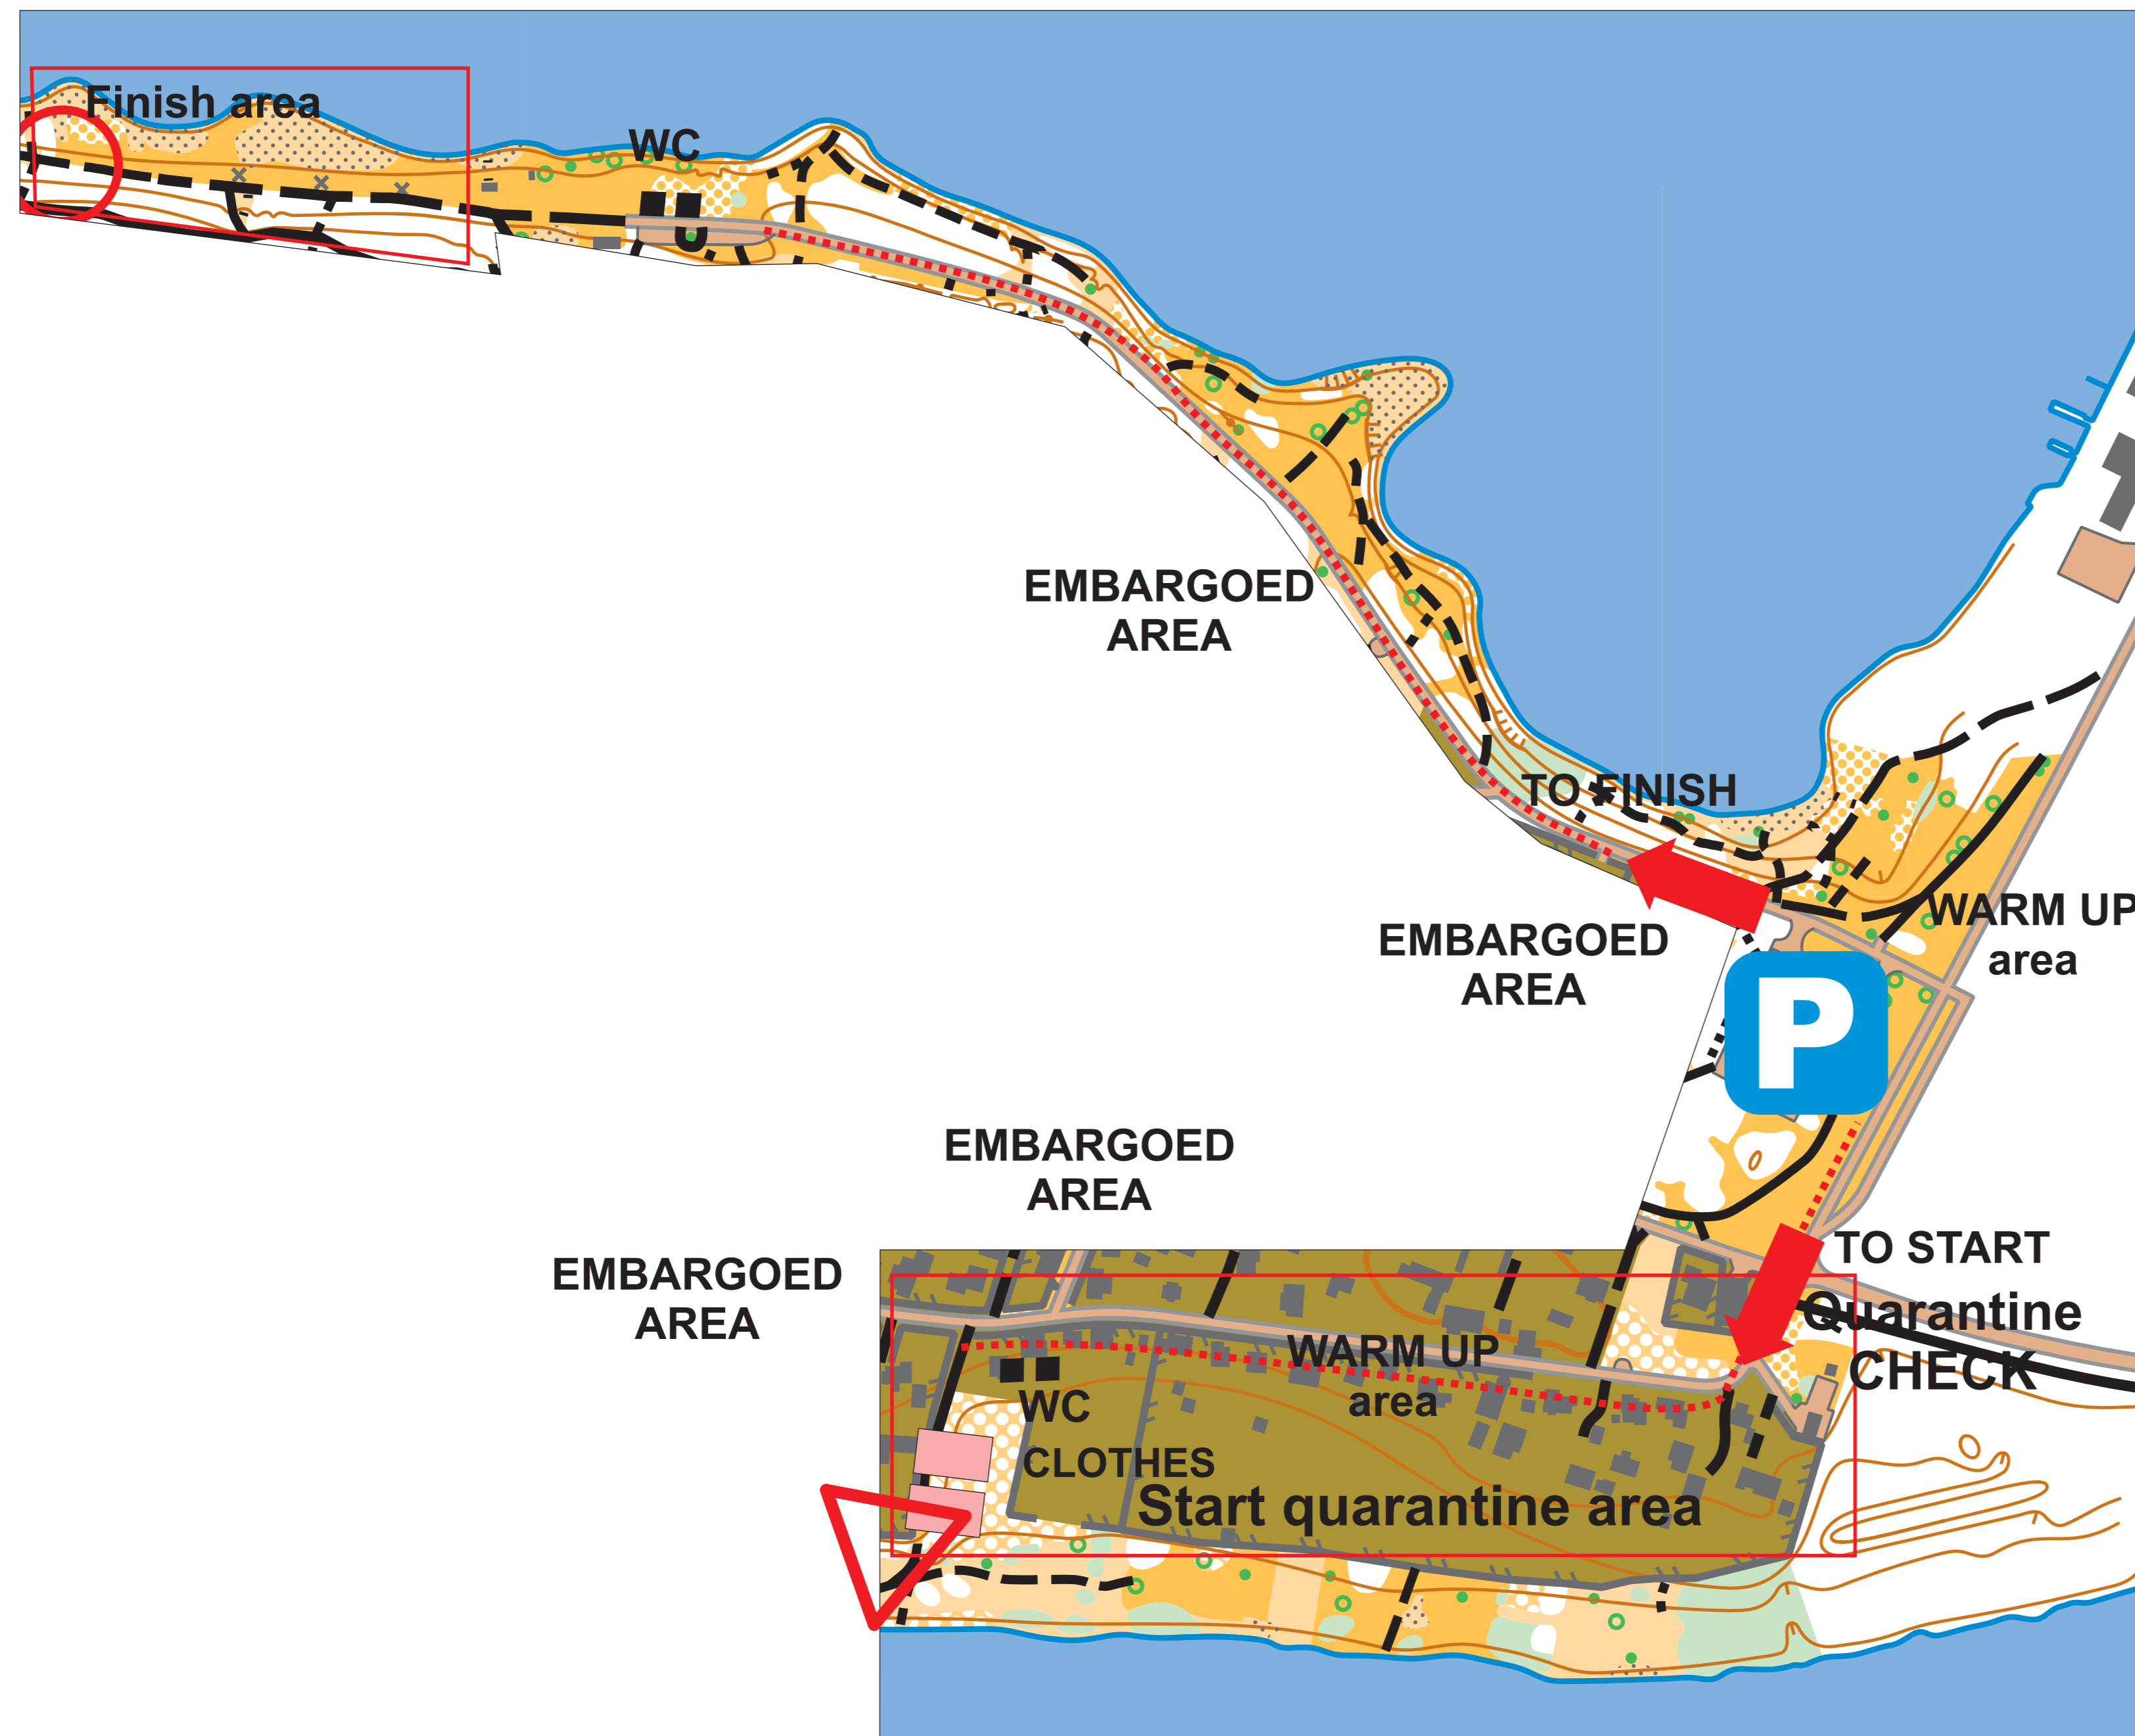 Finish area
WC
EMBARGOED
AREA
TO FINISH
WARM UP
area
EMBARGOED
AREA
P
EMBARGOED
AREA
EMBARGOED
AREA
TO START
Quarantine
CHECK
WARM UP
area
WC
CLOTHES
Start quarantine area